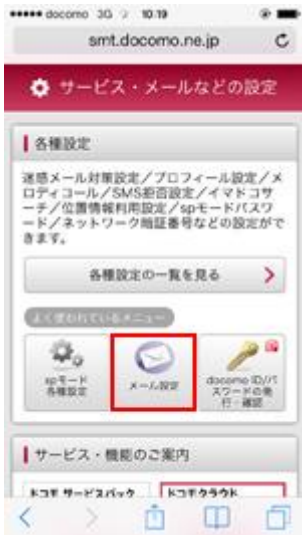 docomo 3G 10:19
smt.docomo.ne.jp
サービス・メールなどの設定
各種設定
迷惑メール対策設定／プロフィール設定／メ
ロディコール／SMS拒否設定／イマドコサ
ーチ／位置情報利用設定／spモードパスワ
ード／ネットワーク暗証番号などの設定がで
きます。
各種設定の一覧を見る
よく使われているメニュー
spモード
各種設定
メール設定
docomo ID/パ
スワードの発
行・確認
サービス・機能のご案内
ドコモ サービスパック
ドコモクラウド